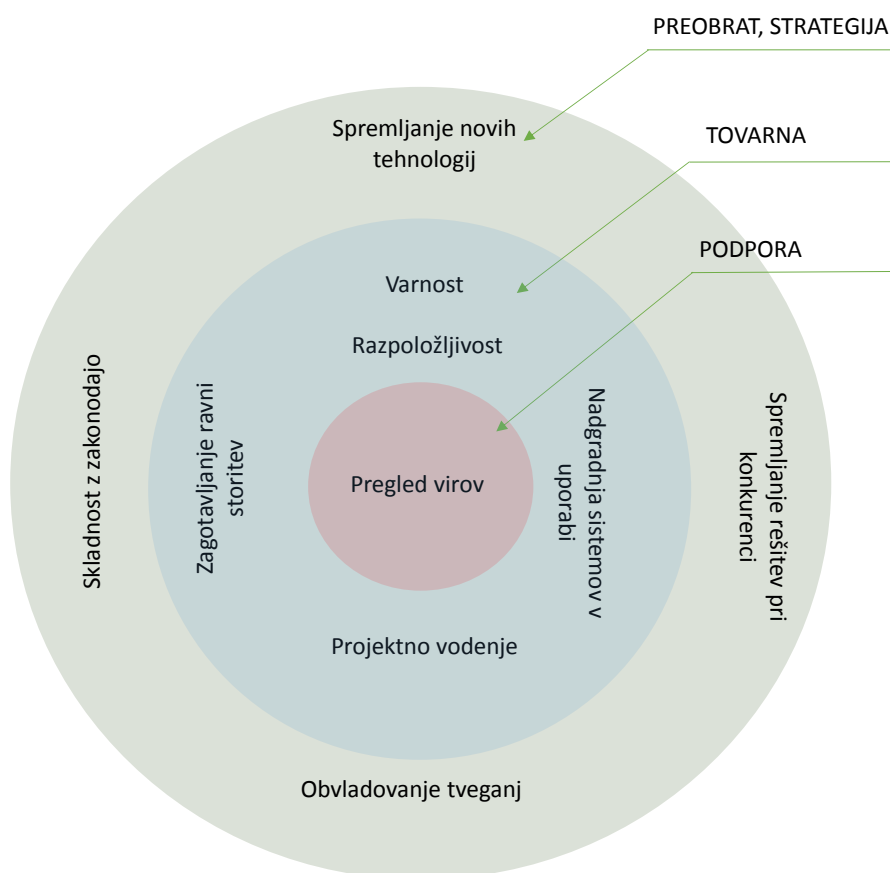 PREOBRAT, STRATEGIJA
Spremljanje novih
tehnologij
TOVARNA
PODPORA
Varnost
Razpoložljivost
Skladnost z zakonodajo
Zagotavljanje ravni
storitev
Pregled virov
Nadgradnja sistemov v
uporabi
Spremljanje rešitev pri
konkurenci
Projektno vodenje
Obvladovanje tveganj